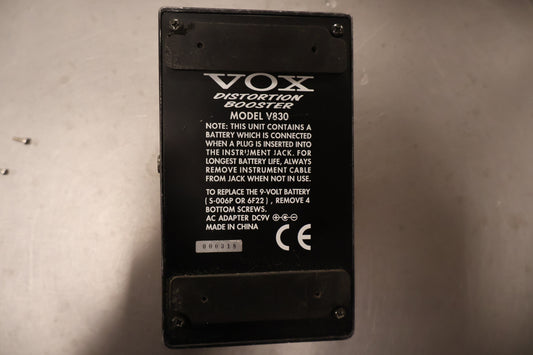 VOX
DISTORTION
BOOSTER
MODEL V830
NOTE: THIS UNIT CONTAINS A
BATTERY WHICH IS CONNECTED
WHEN A PLUG IS INSERTED INTO
THE INSTRUMENT JACK. FOR
LONGEST BATTERY LIFE, ALWAYS
REMOVE INSTRUMENT CABLE
FROM JACK WHEN NOT IN USE.
TO REPLACE THE 9-VOLT BATTERY
(S-006P OR 6F22), REMOVE 4
BOTTOM SCREWS.
AC ADAPTER DC9V
MADE IN CHINA
CE
000318